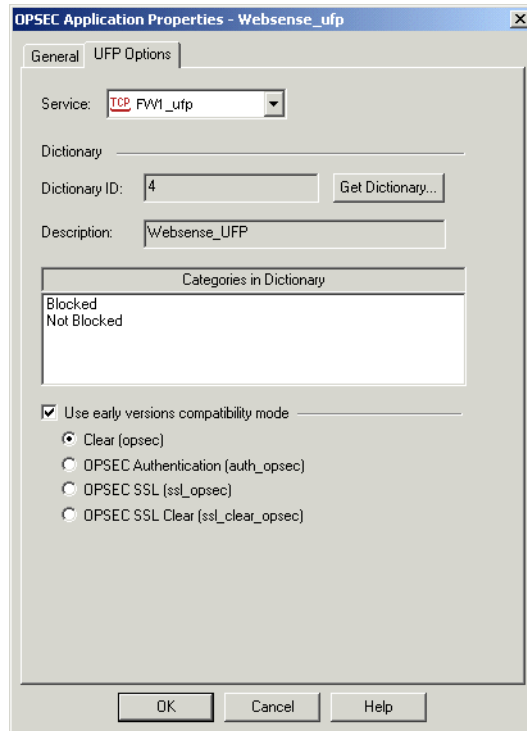 OPSEC Application Properties - Websense_ufp
General UFP Options
Service: TCP FW1_ufp
Dictionary
Dictionary ID: 4 Get Dictionary...
Description: Websense_UFP
Categories in Dictionary
Blocked
Not Blocked
Use early versions compatibility mode
Clear (opsec)
OPSEC Authentication (auth_opsec)
OPSEC SSL (ssl_opsec)
OPSEC SSL Clear (ssl_clear_opsec)
OK Cancel Help